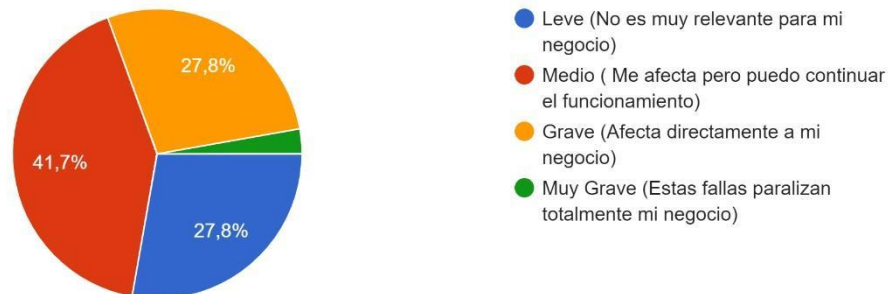 27,8%
41,7%
27,8%
Leve (No es muy relevante para mi
negocio)
Medio ( Me afecta pero puedo continuar
el funcionamiento)
Grave (Afecta directamente a mi
negocio)
Muy Grave (Estas fallas paralizan
totalmente mi negocio)